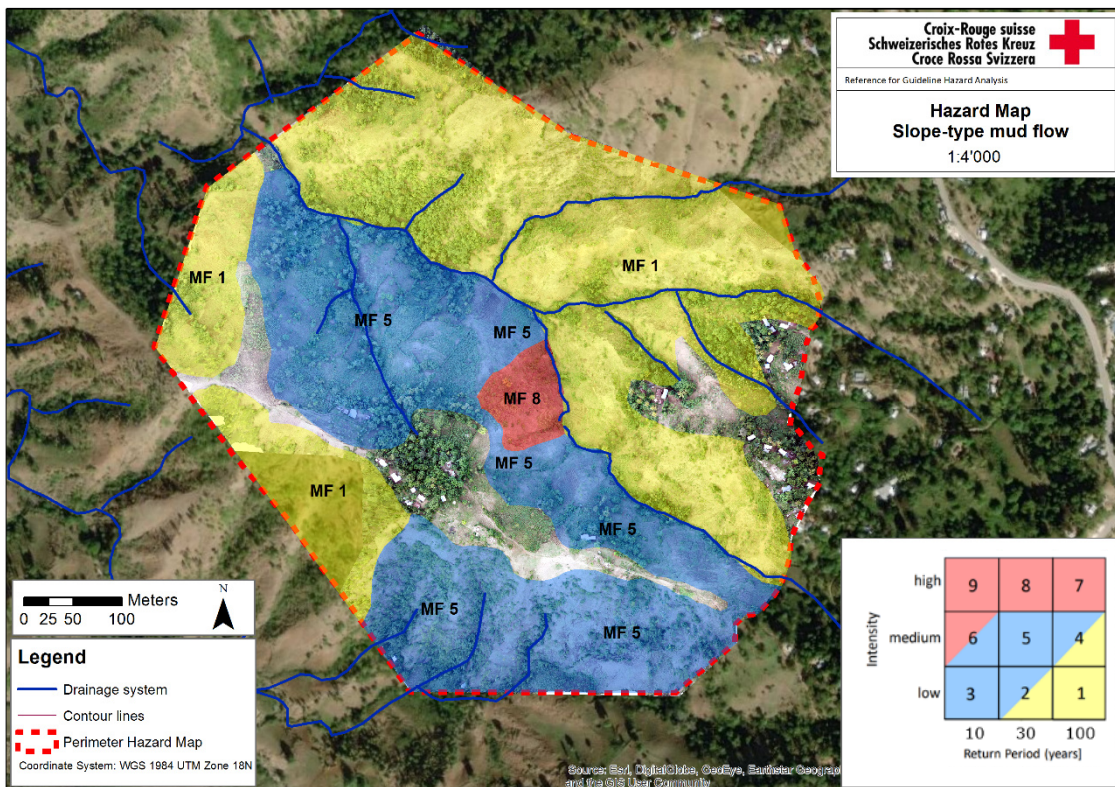 Croix-Rouge suisse
Schweizerisches Rotes Kreuz
Croce Rossa Svizzera
Reference for Guideline Hazard Analysis
Hazard Map
Slope-type mud flow
1:4'000
MF 1
MF 1
MF 5
MF 5
MF 8
MF 5
MF 1
MF 5
MF 5
MF 5
Meters
0 25 50 100
N
Legend
Drainage system
Contour lines
Perimeter Hazard Map
Coordinate System: WGS 1984 UTM Zone 18N
Intensity
high 9 8 7
medium 6 5 4
low 3 2 1
10 30 100
Return Period (years]
Source: Esri, DigitalGlobe, GeoEye, Earthstar Geograp
and the GIS User Community